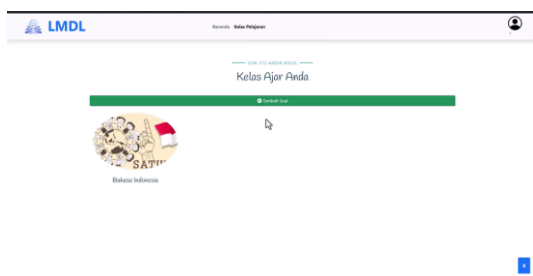 LMDL
Beranda Kelas Pelajaran
Kelas Ajar Anda
Tambah Soal
SATU
Bahasa Indonesia